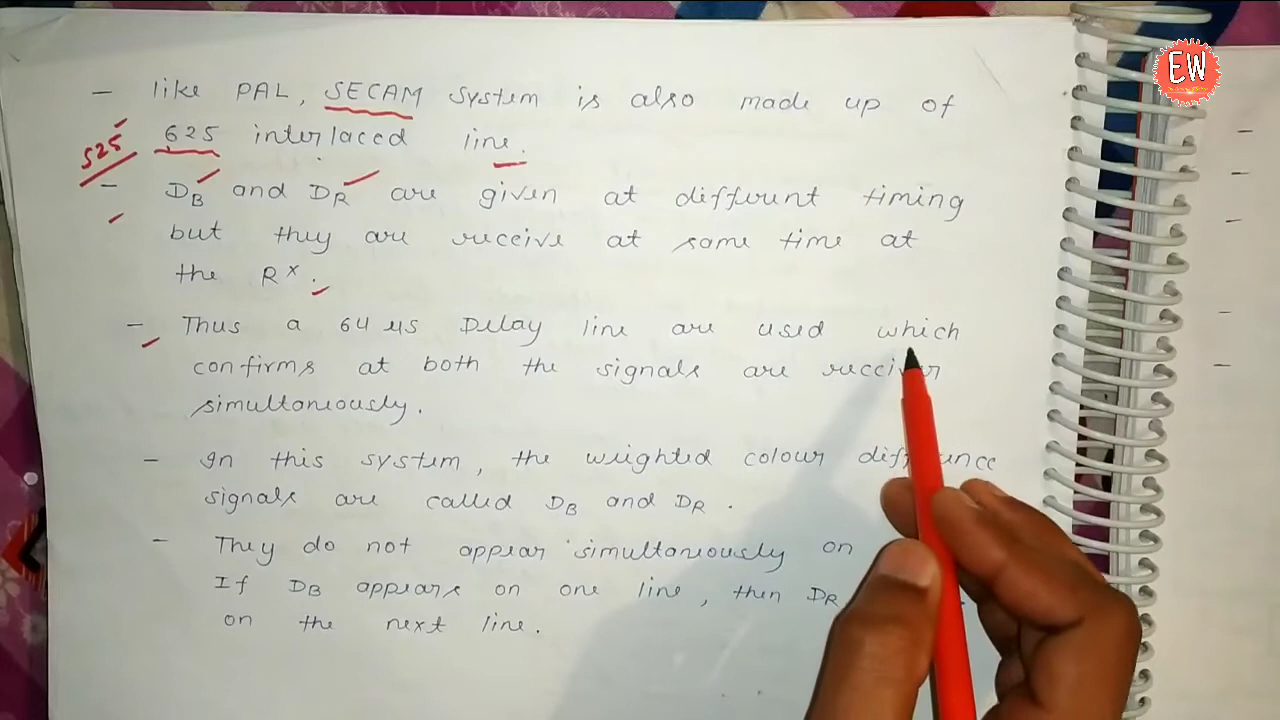 EW
- like PAL, SECAM system is also made up of
525 625 interlaced line.
- DB and DR are given at different timing
but they are receive at same time at
the Rx.
- Thus a 64 μs Delay line are used which
confirms at both the signals are
simultaneously.
- In this system, the weighted colour difference
signals are called DB and DR.
- They do not appear simultaneously on
If DB appears on one line, then DR
on the next line.